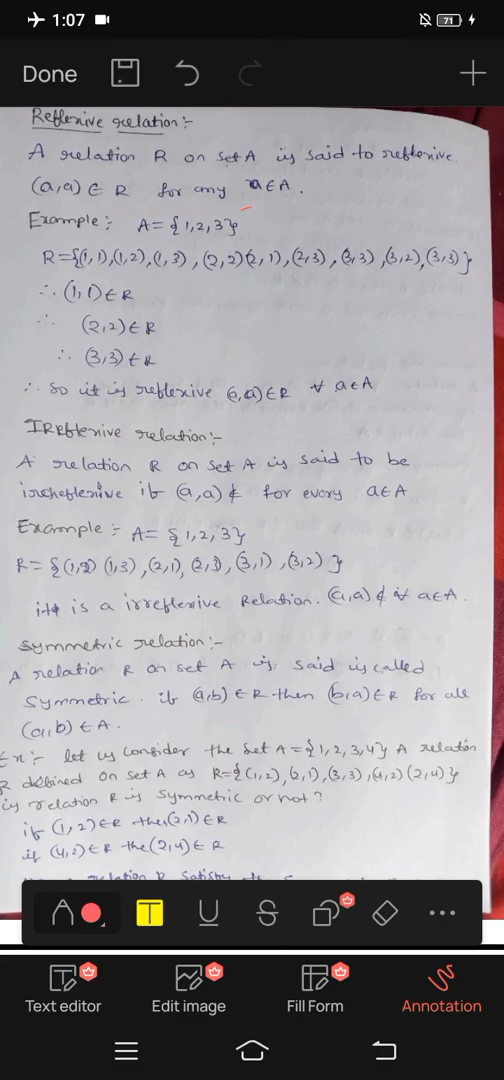 1:07
71
Done
Reflexive relation:-
A relation R on set A is said to reflexive.
(a,a) ∈ R for any a∈A.
Example:- A= {1,2,3}
R={(1,1),(1,2),(1,3),(2,2)(2,1),(2,3),(3,3),(3,2),(3,3)}
∴ (1,1)∈R
∴ (2,2)∈R
∴ (3,3)∈R
∴ So it is reflexive (a,a)∈R ∀ a∈A
IReflexive relation:-
A relation R on set A is said to be
irreflexive if (a,a)∉ for every a∈A
Example:- A= {1,2,3}
R= {(1,2) (1,3),(2,1),(2,3),(3,1),(3,2)}
is a irreflexive Relation. (a,a)∉ ∀ a∈A.
Symmetric relation:-
A relation R on set A is, said is called
Symmetric. if (a,b)∈R then (b,a)∈R for all
(a,b)∈A.
Ex:- let us consider the set A={1,2,3,4} A relation
R defined on set A as R={(1,2),(2,1),(3,3),(4,2)(2,4)}
is relation R is symmetric or not?
if (1,2)∈R then(2,1)∈R
if (4,2)∈R the(2,4)∈R
relation R satisfy the
T
U
S
Text editor
Edit image
Fill Form
Annotation